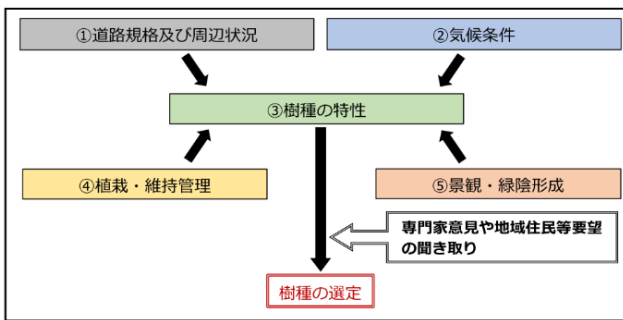 ①道路規格及び周辺状況
②気候条件
③樹種の特性
④植栽・維持管理
⑤景観・緑陰形成
専門家意見や地域住民等要望
の聞き取り
樹種の選定